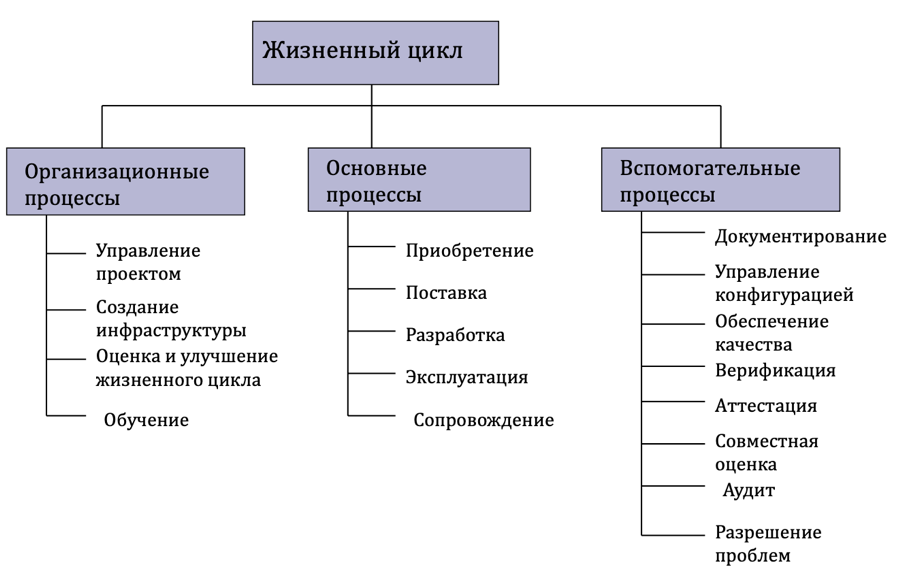 Жизненный цикл
Организационные
процессы
Управление
проектом
Создание
инфраструктуры
Оценка и улучшение
жизненного цикла
Обучение
Основные
процессы
Приобретение
Поставка
Разработка
Эксплуатация
Сопровождение
Вспомогательные
процессы
Документирование
Управление
конфигурацией
Обеспечение
качества
Верификация
Аттестация
Совместная
оценка
Аудит
Разрешение
проблем